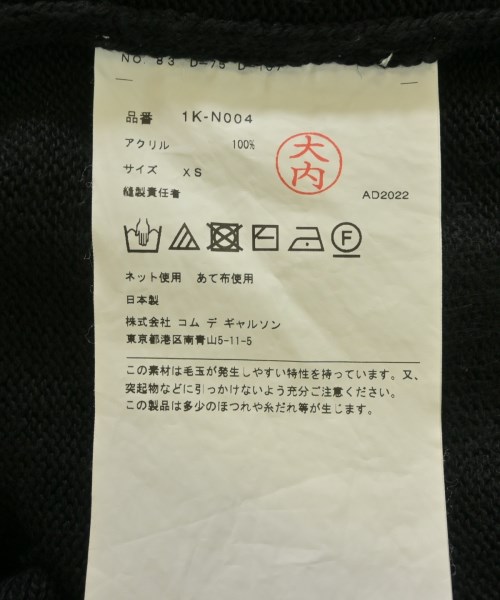 品番 1K-N004
アクリル 100%
サイズ XS
縫製責任者
大内
AD2022
F
ネット使用 あて布使用
日本製
株式会社 コム デ ギャルソン
東京都港区南青山5-11-5
この素材は毛玉が発生しやすい特性を持っています。又、
突起物などに引っかけないよう充分ご注意ください。
この製品は多少のほつれや糸だれ等が生じます。